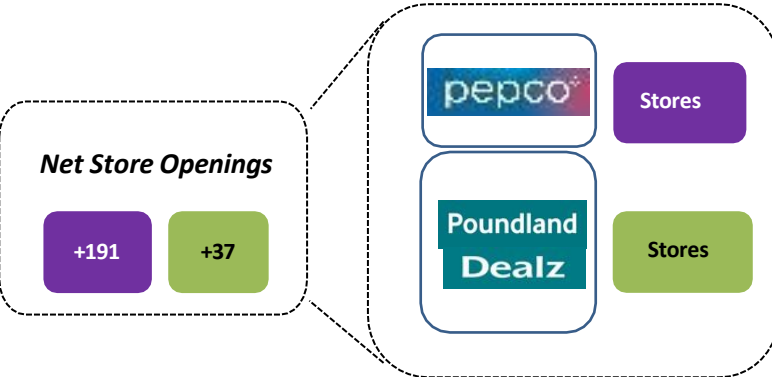 Net Store Openings
+191
+37
pepco
Stores
Poundland
Dealz
Stores